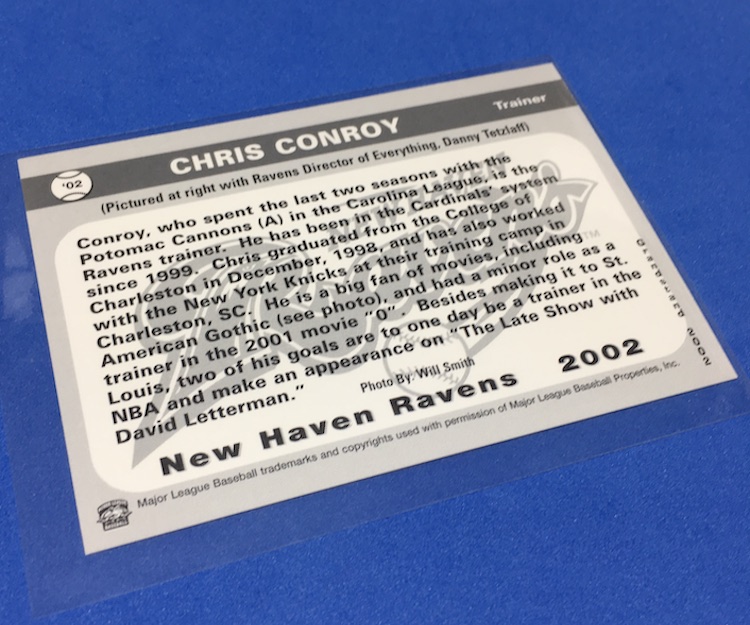 Trainer
CHRIS CONROY
'02
(Pictured at right with Ravens Director of Everything, Danny Tetzlaff)
Conroy, who spent the last two seasons with the
Potomac Cannons (A) in the Carolina League, is the
Ravens trainer. He has been in the Cardinals' system
since 1999. Chris graduated from the College of
Charleston in December, 1998, and has also worked
with the New York Knicks at their training camp in
Charleston, SC. He is a big fan of movies, including
American Gothic (see photo), and had a minor role as a
trainer in the 2001 movie "O". Besides making it to St.
Louis, two of his goals are to one day be a trainer in the
NBA and make an appearance on "The Late Show with
David Letterman."
Photo By: Will Smith
New Haven Ravens 2002
Grandstand 2002
Major League Baseball trademarks and copyrights used with permission of Major League Baseball Properties, Inc.
Ravens
TM